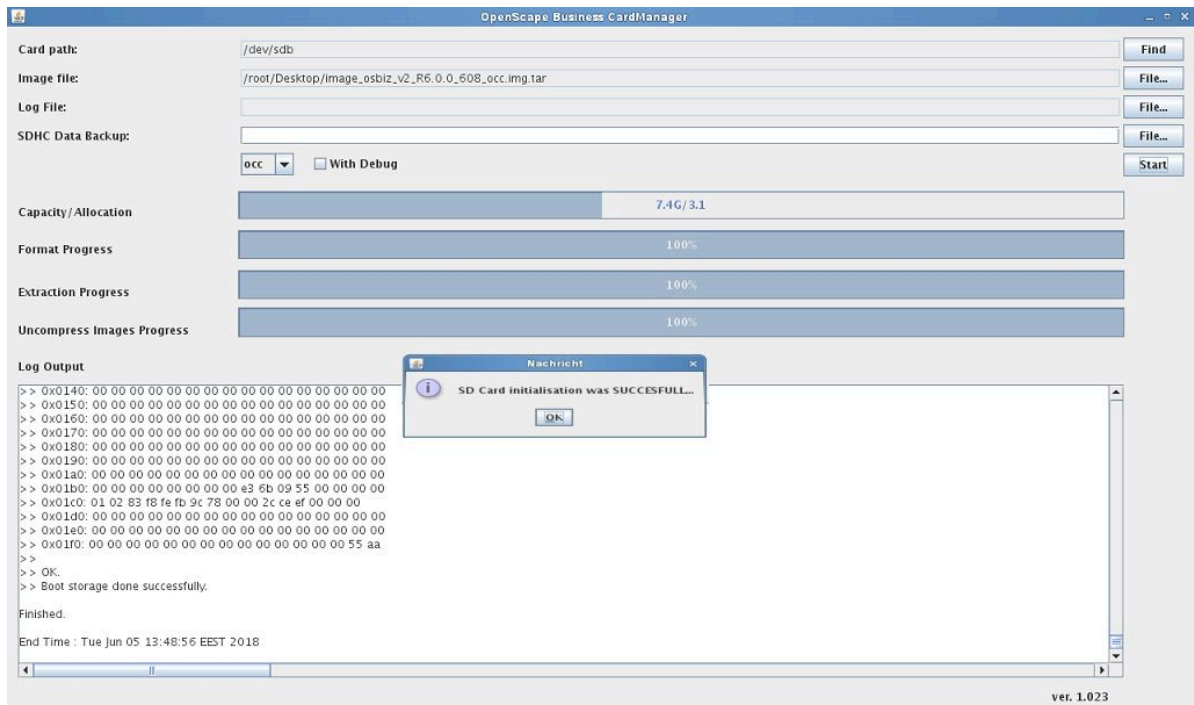 OpenScape Business CardManager
Card path: /dev/sdb Find
Image file: /root/Desktop/image_osbiz_v2_R6.0.0_608_occ.img.tar File...
Log File: File...
SDHC Data Backup: File...
occ With Debug Start
Capacity/Allocation 7.4G/3.1
Format Progress 100%
Extraction Progress 100%
Uncompress Images Progress 100%
Log Output
Nachricht
SD Card initialisation was SUCCESFULL...
OK
>> 0x0140: 00 00 00 00 00 00 00 00 00 00 00 00 00 00 00 00
>> 0x0150: 00 00 00 00 00 00 00 00 00 00 00 00 00 00 00 00
>> 0x0160: 00 00 00 00 00 00 00 00 00 00 00 00 00 00 00 00
>> 0x0170: 00 00 00 00 00 00 00 00 00 00 00 00 00 00 00 00
>> 0x0180: 00 00 00 00 00 00 00 00 00 00 00 00 00 00 00 00
>> 0x0190: 00 00 00 00 00 00 00 00 00 00 00 00 00 00 00 00
>> 0x01a0: 00 00 00 00 00 00 00 00 00 00 00 00 00 00 00 00
>> 0x01b0: 00 00 00 00 00 00 00 00 e3 6b 09 55 00 00 00 00
>> 0x01c0: 01 02 83 f8 fe fb 9c 78 00 00 2c ce ef 00 00 00
>> 0x01d0: 00 00 00 00 00 00 00 00 00 00 00 00 00 00 00 00
>> 0x01e0: 00 00 00 00 00 00 00 00 00 00 00 00 00 00 00 00
>> 0x01f0: 00 00 00 00 00 00 00 00 00 00 00 00 00 00 55 aa
>>
>> OK.
>> Boot storage done successfully.
Finished.
End Time : Tue Jun 05 13:48:56 EEST 2018
ver. 1.023